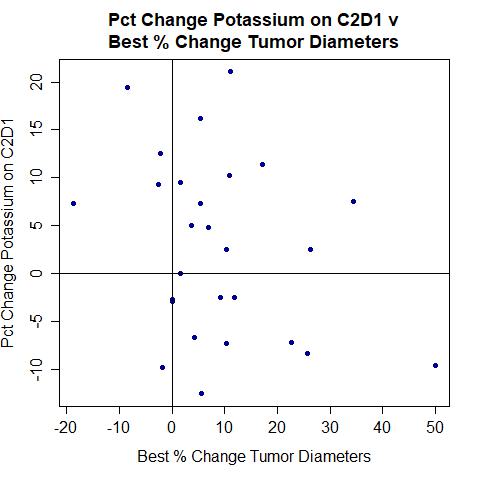 Pct Change Potassium on C2D1 v
Best % Change Tumor Diameters
Pct Change Potassium on C2D1
20
15
10
5
0
-5
-10
-20 -10 0 10 20 30 40 50
Best % Change Tumor Diameters